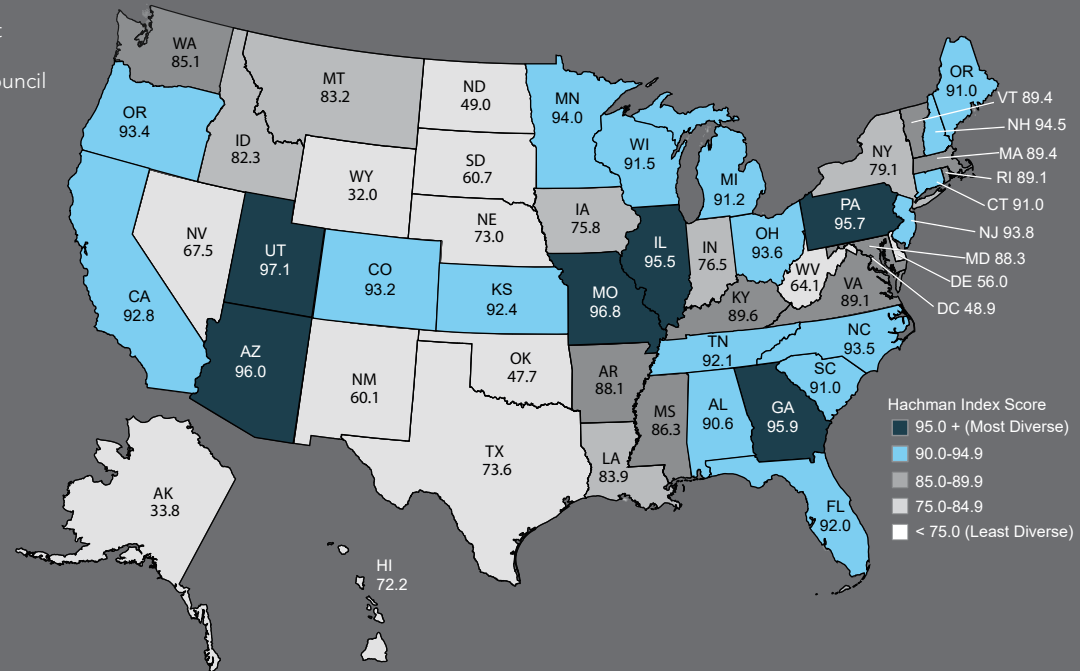 ouncil
WA
85.1
MT
83.2
ND
49.0
MN
94.0
OR
91.0
VT 89.4
NH 94.5
MA 89.4
RI 89.1
CT 91.0
NJ 93.8
MD 88.3
DE 56.0
DC 48.9
OR
93.4
ID
82.3
WY
32.0
SD
60.7
WI
91.5
MI
91.2
NY
79.1
NV
67.5
UT
97.1
CO
93.2
NE
73.0
IA
75.8
IL
95.5
IN
76.5
OH
93.6
PA
95.7
WV
64.1
VA
89.1
CA
92.8
KS
92.4
MO
96.8
KY
89.6
AZ
96.0
NM
60.1
OK
47.7
AR
88.1
TN
92.1
NC
93.5
SC
91.0
TX
73.6
LA
83.9
MS
86.3
AL
90.6
GA
95.9
FL
92.0
AK
33.8
HI
72.2
Hachman Index Score
95.0 + (Most Diverse)
90.0-94.9
85.0-89.9
75.0-84.9
< 75.0 (Least Diverse)